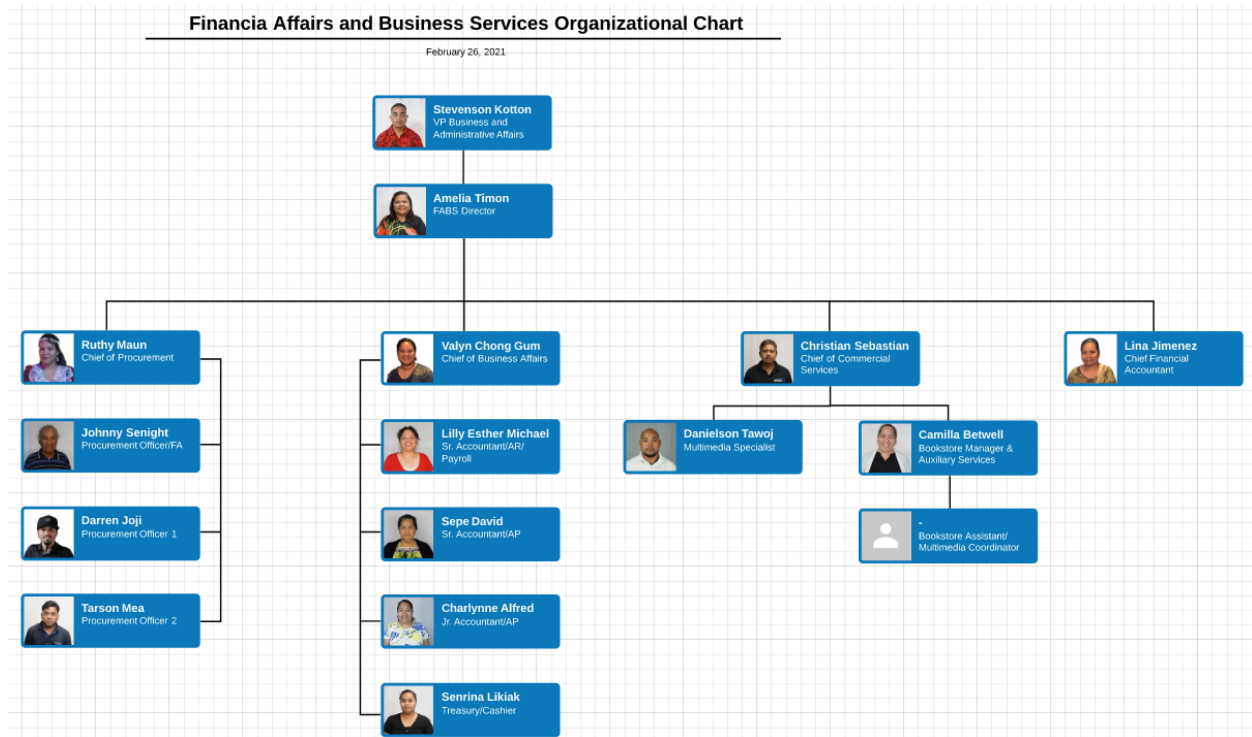 Financia Affairs and Business Services Organizational Chart
February 26, 2021
Stevenson Kotton
VP Business and
Administrative Affairs
Amelia Timon
FABS Director
Ruthy Maun
Chief of Procurement
Valyn Chong Gum
Chief of Business Affairs
Christian Sebastian
Chief of Commercial
Services
Lina Jimenez
Chief Financial
Accountant
Johnny Senight
Procurement Officer/FA
Lilly Esther Michael
Sr. Accountant/AR/
Payroll
Danielson Tawoj
Multimedia Specialist
Camilla Betwell
Bookstore Manager &
Auxiliary Services
Darren Joji
Procurement Officer 1
Sepe David
Sr. Accountant/AP
-
Bookstore Assistant/
Multimedia Coordinator
Tarson Mea
Procurement Officer 2
Charlynne Alfred
Jr. Accountant/AP
Senrina Likiak
Treasury/Cashier